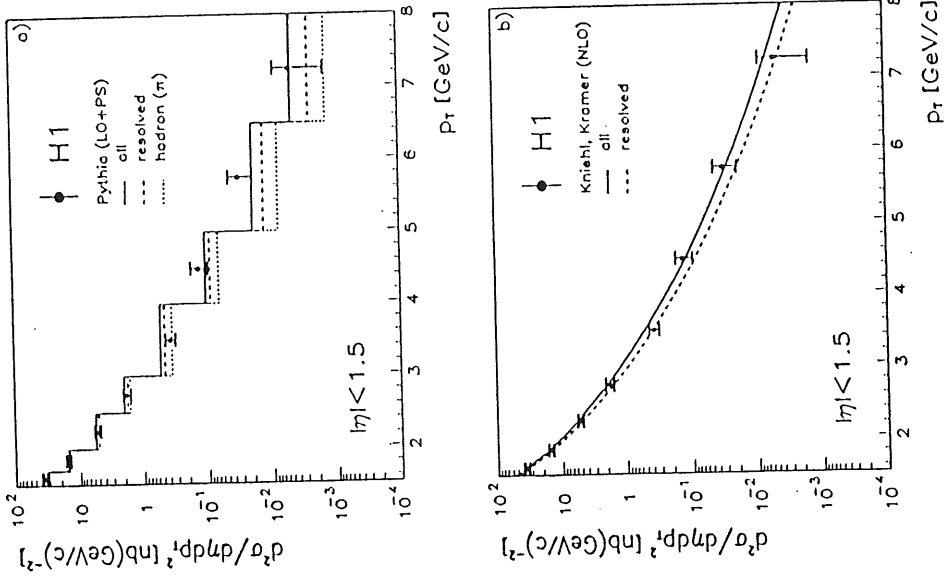 a)
H1
Pythia (LO+PS)
all
resolved
hadron (π)
|η|<1.5
d²σ/dηdp_T² [nb(GeV/c)⁻²]
10²
10
1
10⁻¹
10⁻²
10⁻³
10⁻⁴
2 3 4 5 6 7 8
p_T [GeV/c]
b)
H1
Kniehl, Kramer (NLO)
all
resolved
|η|<1.5
d²σ/dηdp_T² [nb(GeV/c)⁻²]
10²
10
1
10⁻¹
10⁻²
10⁻³
10⁻⁴
2 3 4 5 6 7 8
p_T [GeV/c]